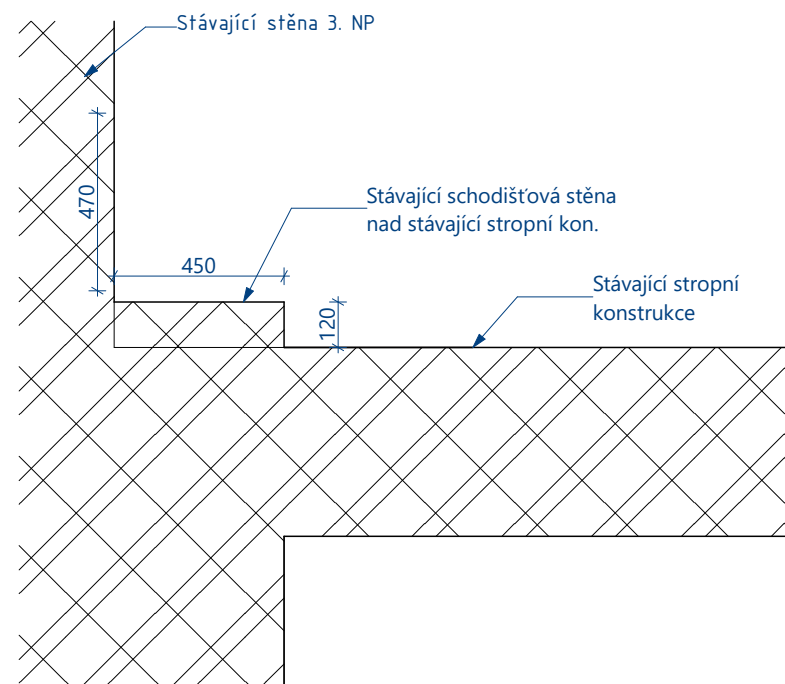 Stávající stěna 3. NP
Stávající schodišťová stěna
nad stávající stropní kon.
470
450
Stávající stropní
konstrukce
120